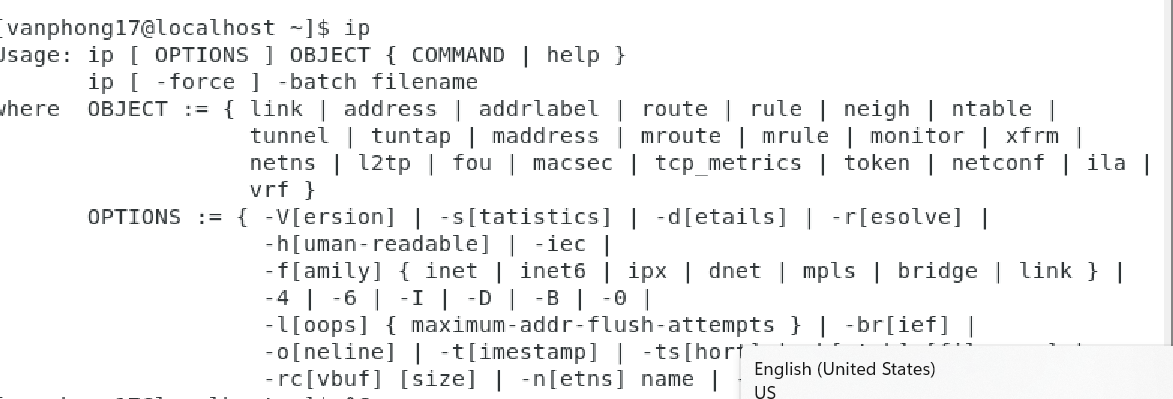 [vanphong17@localhost ~]$ ip
Usage: ip [ OPTIONS ] OBJECT { COMMAND | help }
ip [ -force ] -batch filename
where OBJECT := { link | address | addrlabel | route | rule | neigh | ntable |
tunnel | tuntap | maddress | mroute | mrule | monitor | xfrm |
netns | l2tp | fou | macsec | tcp_metrics | token | netconf | ila |
vrf }
OPTIONS := { -V[ersion] | -s[tatistics] | -d[etails] | -r[esolve] |
-h[uman-readable] | -iec |
-f[amily] { inet | inet6 | ipx | dnet | mpls | bridge | link } |
-4 | -6 | -I | -D | -B | -0 |
-l[oops] { maximum-addr-flush-attempts } | -br[ief] |
-o[neline] | -t[imestamp] | -ts[hort]
-rc[vbuf] [size] | -n[etns] name |
English (United States)
US